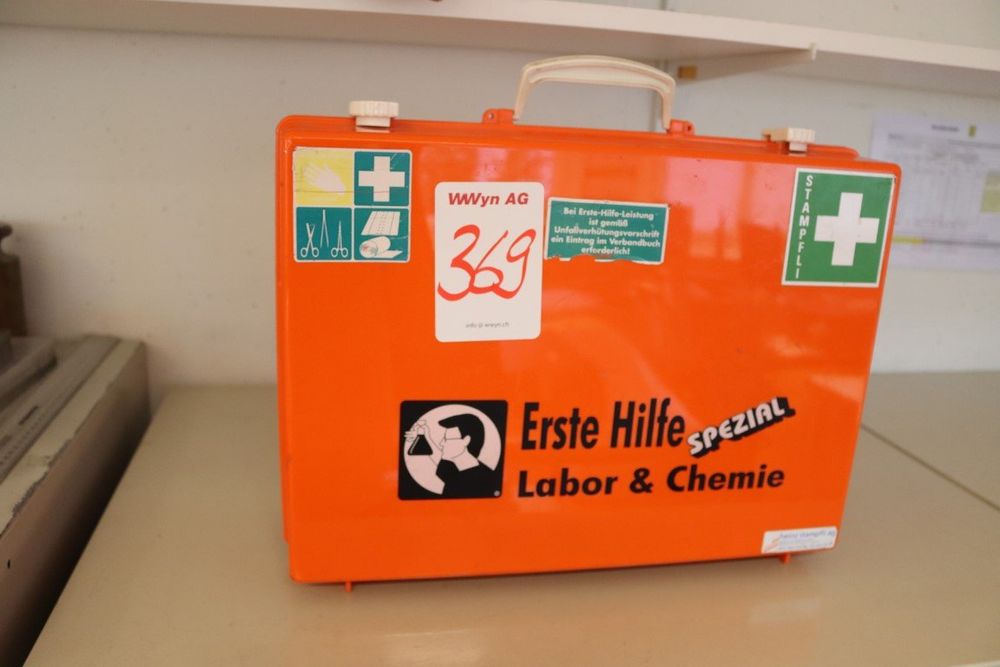 WWyn AG
369
Bei Erste-Hilfe-Leistung
ist gemäß
Unfallverhütungsvorschrift
ein Eintrag im Verbandbuch
erforderlich!
STAMPFLI
Erste Hilfe
SPEZIAL
Labor & Chemie